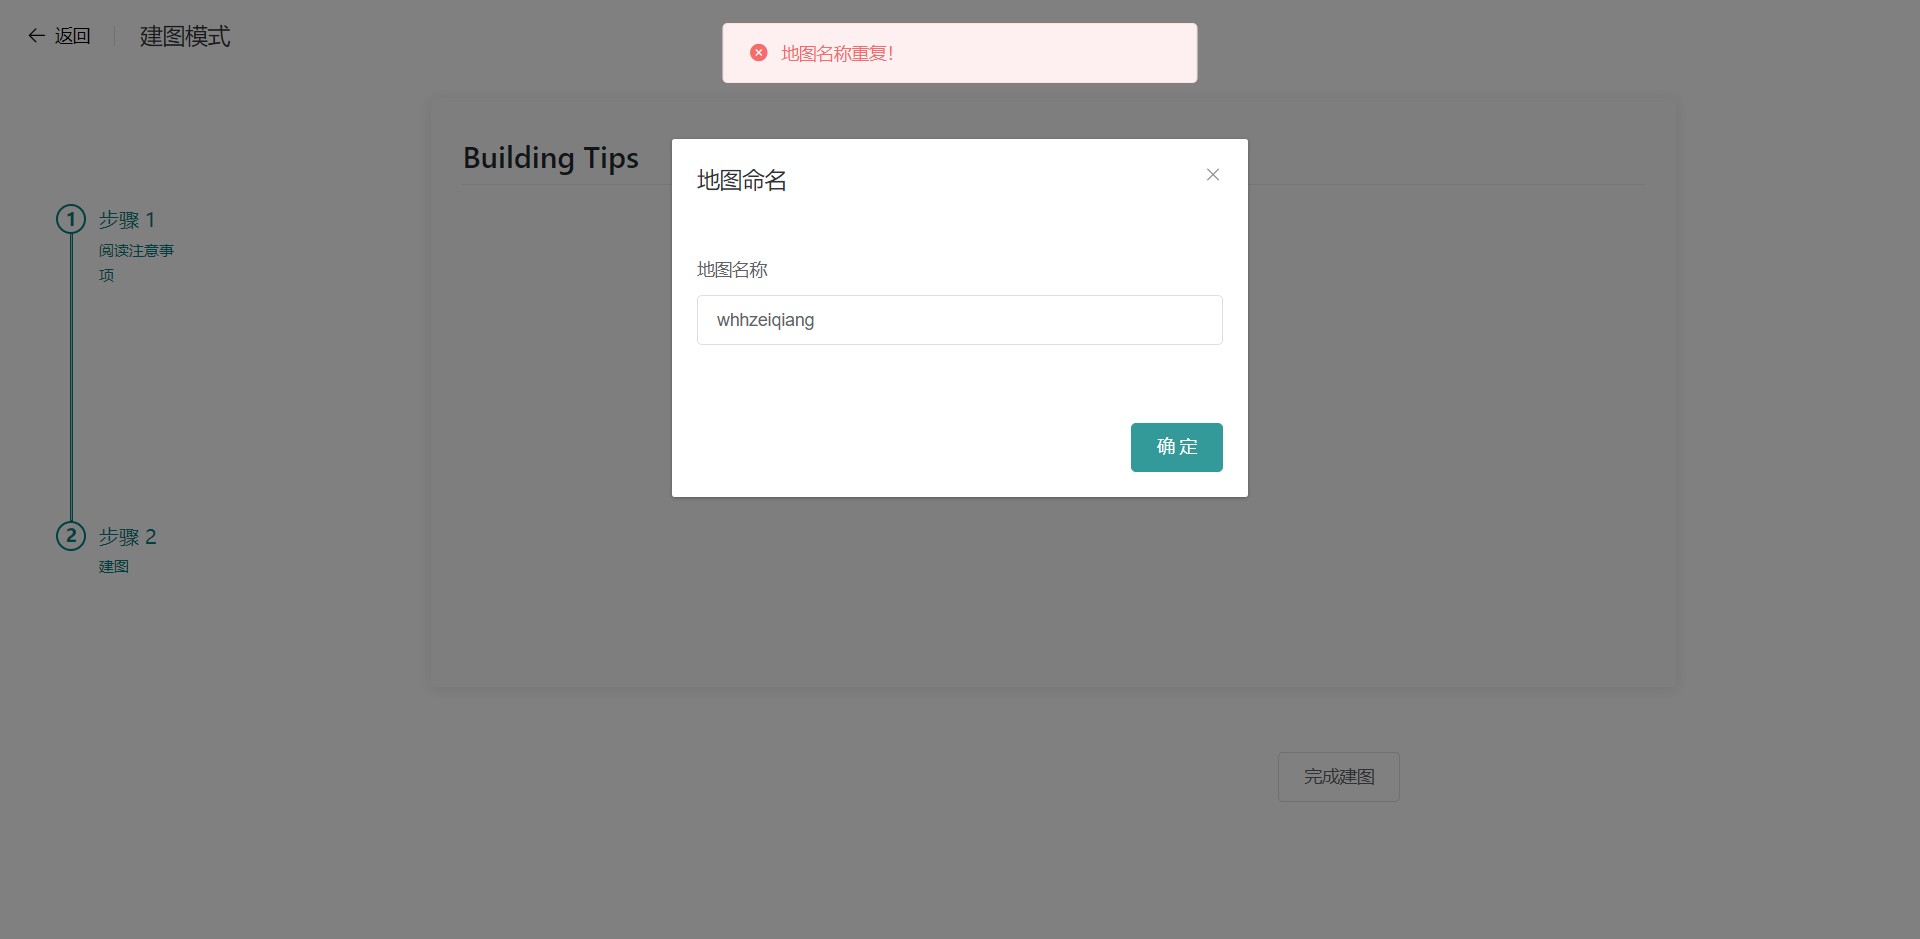 返回
建图模式
地图名称重复!
Building Tips
地图命名
1
步骤 1
阅读注意事
项
地图名称
whhzeiqiang
确定
2
步骤 2
建图
完成建图